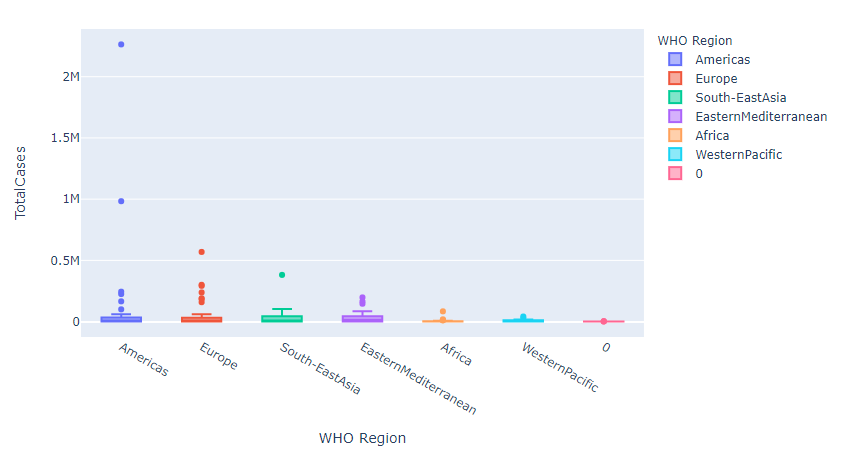 WHO Region
Americas
Europe
South-EastAsia
EasternMediterranean
Africa
WesternPacific
0
TotalCases
2M
1.5M
1M
0.5M
0
Americas
Europe
South-EastAsia
EasternMediterranean
Africa
WesternPacific
0
WHO Region